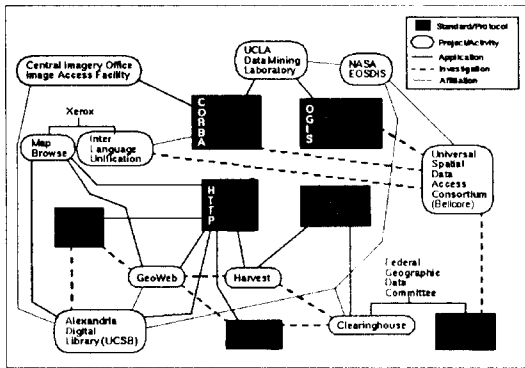 Standard/Protocol
Project/Activity
Application
Investigation
Affiliation
Central Imagery Office
Image Access Facility
UCLA
Data Mining
Laboratory
NASA
EOSDIS
CORBA
OGIS
Xerox
Map
Browse
Inter
Language
Unification
Universal
Spatial
Data
Access
Consortium
(Bellcore)
HTTP
GeoWeb
Harvest
Federal
Geographic
Data
Committee
Alexandria
Digital
Library (UCSB)
Clearinghouse